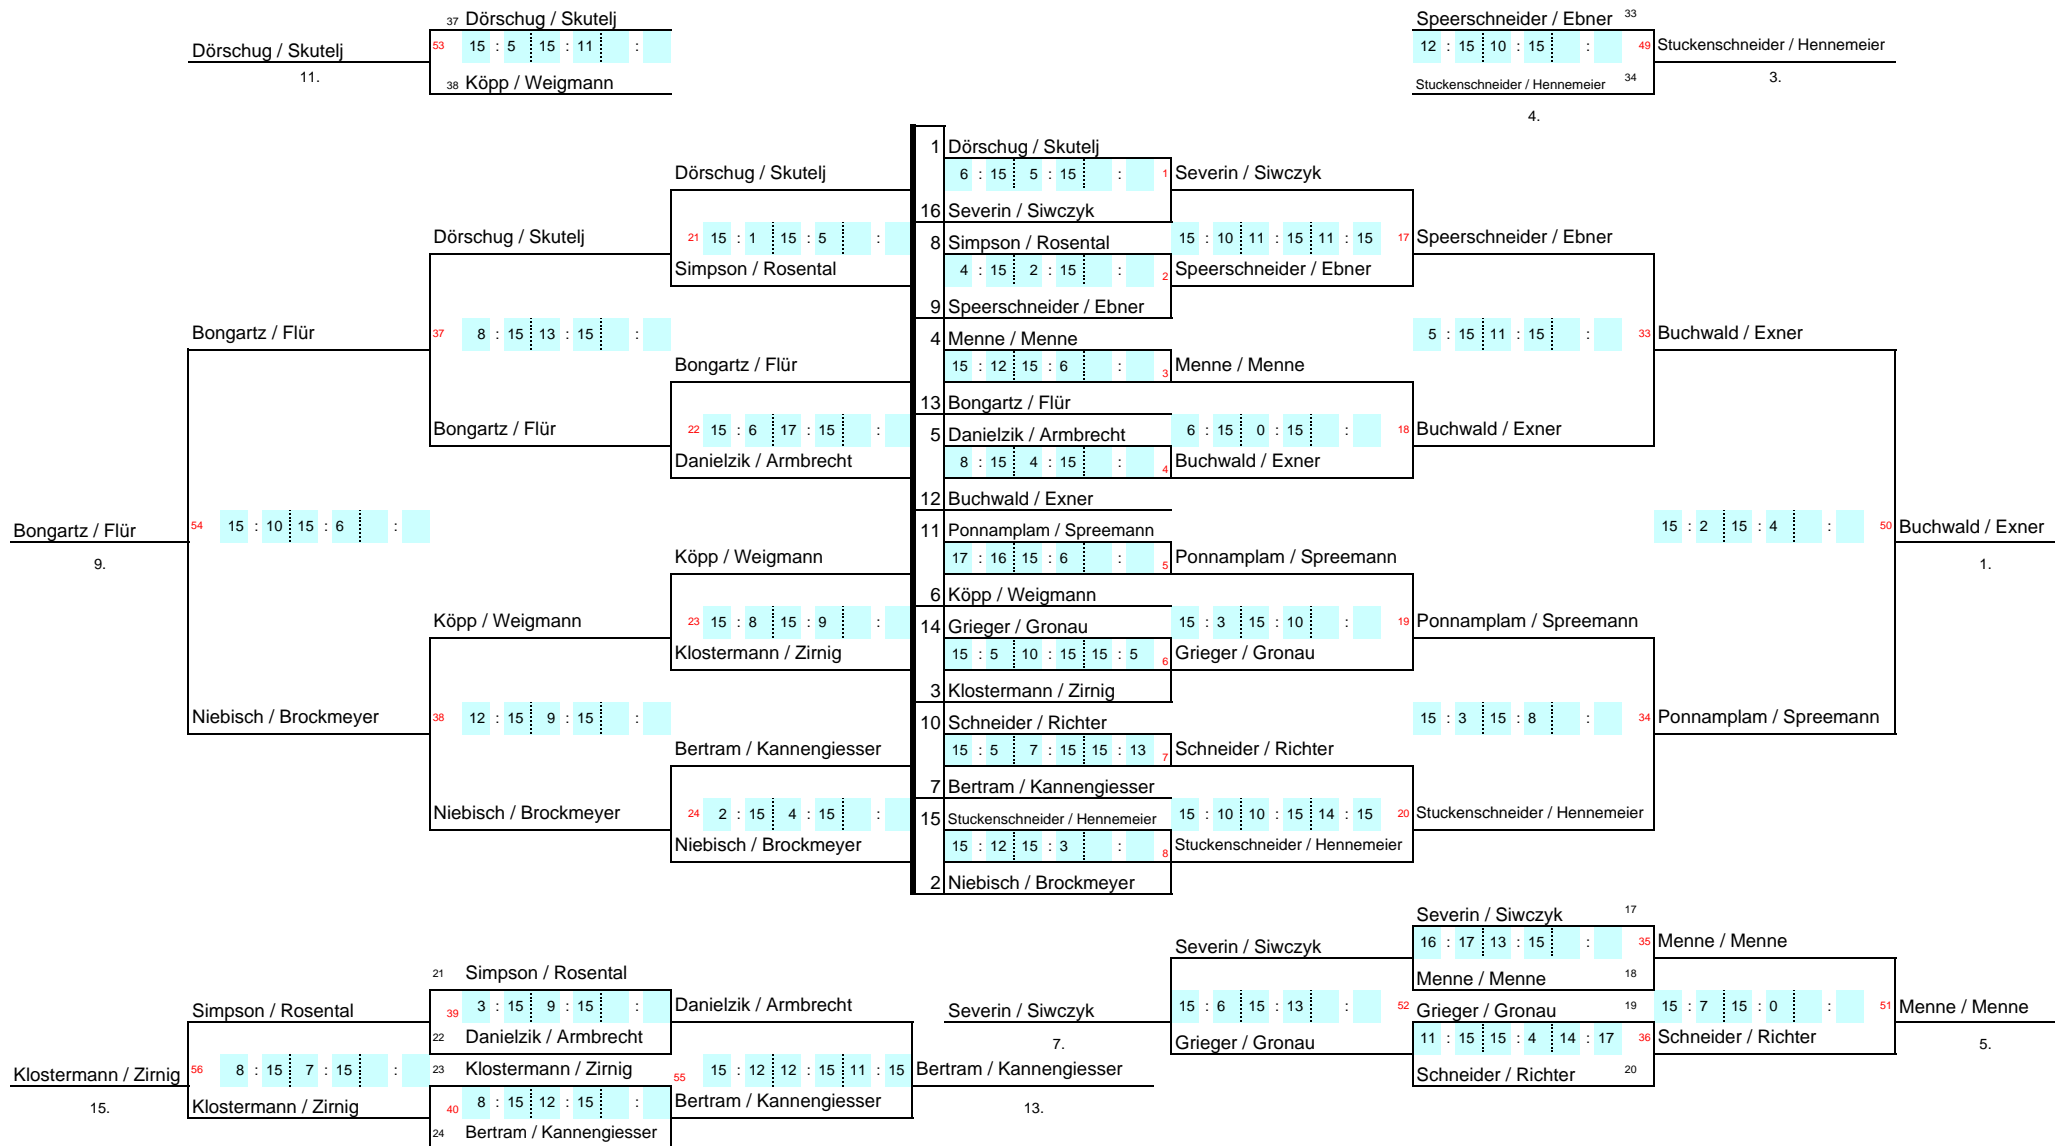 37 Dörschug / Skutelj Speerschneider / Ebner 33
Dörschug / Skutelj 53 15 : 5 15 : 11 : 12 : 15 10 : 15 : 49 Stuckenschneider / Hennemeier
11. 38 Köpp / Weigmann Stuckenschneider / Hennemeier 34 3.
4.
1 Dörschug / Skutelj
Dörschug / Skutelj 6 : 15 5 : 15 : 1 Severin / Siwczyk
16 Severin / Siwczyk
Dörschug / Skutelj 21 15 : 1 15 : 5 : 8 Simpson / Rosental 15 : 10 11 : 15 11 : 15 17 Speerschneider / Ebner
Simpson / Rosental 4 : 15 2 : 15 : 2 Speerschneider / Ebner
9 Speerschneider / Ebner
Bongartz / Flür 37 8 : 15 13 : 15 : 4 Menne / Menne 5 : 15 11 : 15 : 33 Buchwald / Exner
Bongartz / Flür 15 : 12 15 : 6 : 3 Menne / Menne
13 Bongartz / Flür
Bongartz / Flür 22 15 : 6 17 : 15 : 5 Danielzik / Armbrecht 6 : 15 0 : 15 : 18 Buchwald / Exner
Danielzik / Armbrecht 8 : 15 4 : 15 : 4 Buchwald / Exner
12 Buchwald / Exner
Bongartz / Flür 54 15 : 10 15 : 6 : 11 Ponnamplam / Spreemann 15 : 2 15 : 4 : 50 Buchwald / Exner
9. Köpp / Weigmann 17 : 16 15 : 6 : 5 Ponnamplam / Spreemann 1.
6 Köpp / Weigmann
Köpp / Weigmann 23 15 : 8 15 : 9 : 14 Grieger / Gronau 15 : 3 15 : 10 : 19 Ponnamplam / Spreemann
Klostermann / Zirnig 15 : 5 10 : 15 15 : 5 6 Grieger / Gronau
3 Klostermann / Zirnig
Niebisch / Brockmeyer 38 12 : 15 9 : 15 : 10 Schneider / Richter 15 : 3 15 : 8 : 34 Ponnamplam / Spreemann
Bertram / Kannengiesser 15 : 5 7 : 15 15 : 13 7 Schneider / Richter
7 Bertram / Kannengiesser
Niebisch / Brockmeyer 24 2 : 15 4 : 15 : 15 Stuckenschneider / Hennemeier 15 : 10 10 : 15 14 : 15 20 Stuckenschneider / Hennemeier
Niebisch / Brockmeyer 15 : 12 15 : 3 : 8 Stuckenschneider / Hennemeier
2 Niebisch / Brockmeyer
Severin / Siwczyk 17
Severin / Siwczyk 16 : 17 13 : 15 : 35 Menne / Menne
21 Simpson / Rosental Menne / Menne 18
Simpson / Rosental 39 3 : 15 9 : 15 : Danielzik / Armbrecht Severin / Siwczyk 15 : 6 15 : 13 : 52 Grieger / Gronau 19 15 : 7 15 : 0 : 51 Menne / Menne
22 Danielzik / Armbrecht 7. Grieger / Gronau 11 : 15 15 : 4 14 : 17 36 Schneider / Richter 5.
Klostermann / Zirnig 56 8 : 15 7 : 15 : 23 Klostermann / Zirnig 55 15 : 12 12 : 15 11 : 15 Bertram / Kannengiesser Schneider / Richter 20
15. Klostermann / Zirnig 40 8 : 15 12 : 15 : Bertram / Kannengiesser 13.
24 Bertram / Kannengiesser